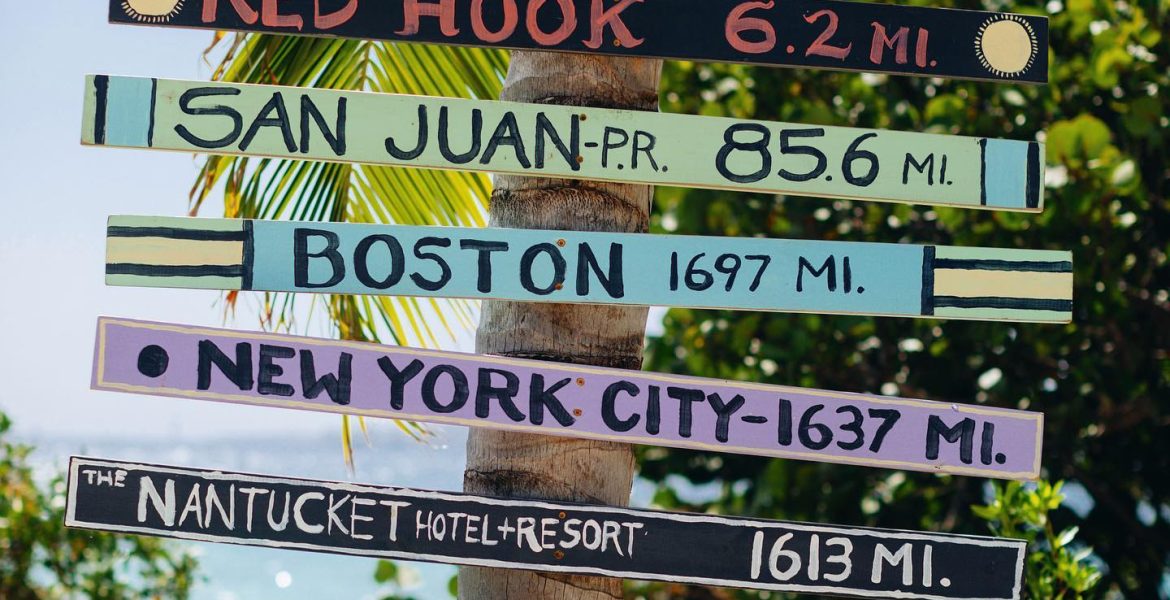 RED HOOK 6.2 MI.
SAN JUAN-P.R. 85.6 MI.
BOSTON 1697 MI.
• NEW YORK CITY-1637 MI.
THE NANTUCKET HOTEL+RESORT 1613 MI.